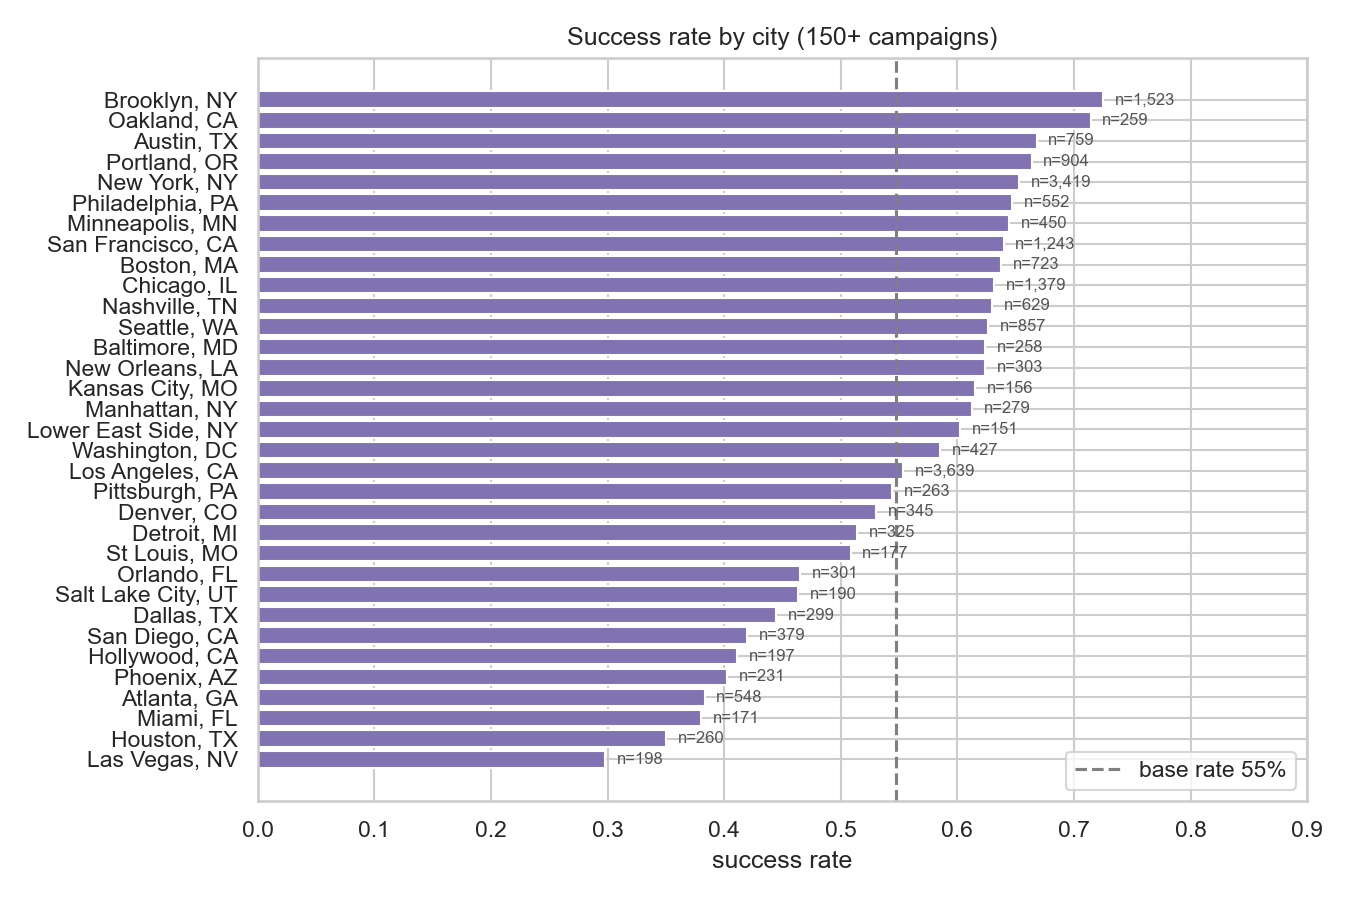 Success rate by city (150+ campaigns)
Brooklyn, NY n=1,523
Oakland, CA n=259
Austin, TX n=759
Portland, OR n=904
New York, NY n=3,419
Philadelphia, PA n=552
Minneapolis, MN n=450
San Francisco, CA n=1,243
Boston, MA n=723
Chicago, IL n=1,379
Nashville, TN n=629
Seattle, WA n=857
Baltimore, MD n=258
New Orleans, LA n=303
Kansas City, MO n=156
Manhattan, NY n=279
Lower East Side, NY n=151
Washington, DC n=427
Los Angeles, CA n=3,639
Pittsburgh, PA n=263
Denver, CO n=345
Detroit, MI n=325
St Louis, MO n=177
Orlando, FL n=301
Salt Lake City, UT n=190
Dallas, TX n=299
San Diego, CA n=379
Hollywood, CA n=197
Phoenix, AZ n=231
Atlanta, GA n=548
Miami, FL n=171
Houston, TX n=260
Las Vegas, NV n=198
base rate 55%
0.0 0.1 0.2 0.3 0.4 0.5 0.6 0.7 0.8 0.9
success rate